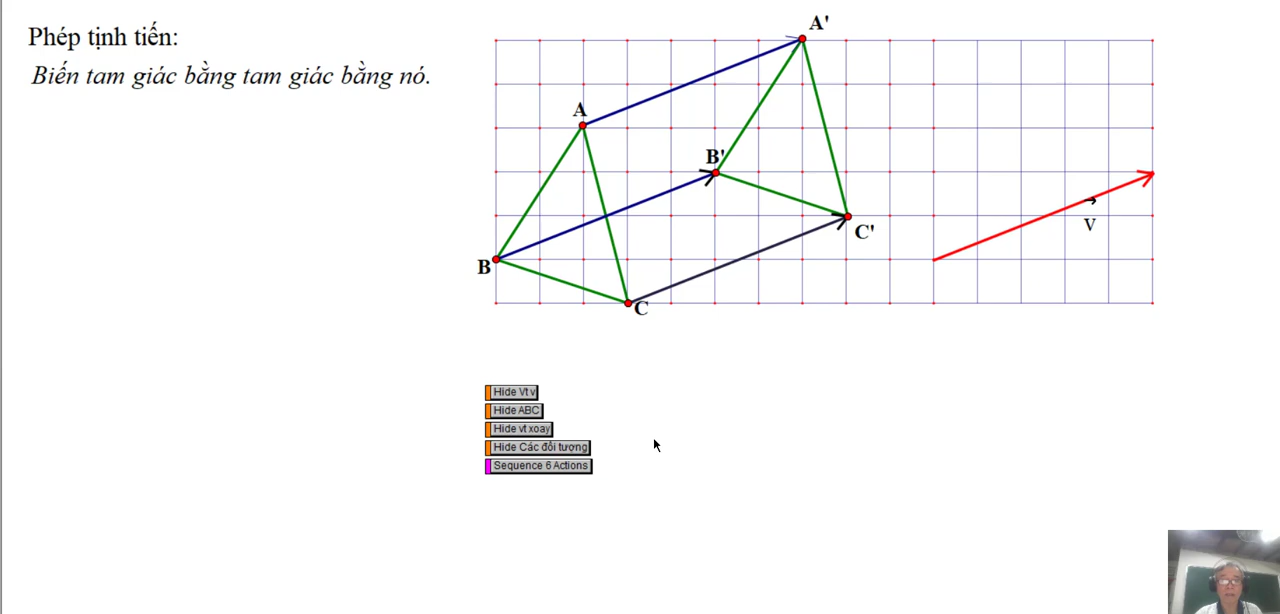 Phép tịnh tiến:
Biến tam giác bằng tam giác bằng nó.
A'
A
B'
V
C'
B
C
Hide Vt v
Hide ABC
Hide vt xoay
Hide Các đối tượng
Sequence 6 Actions